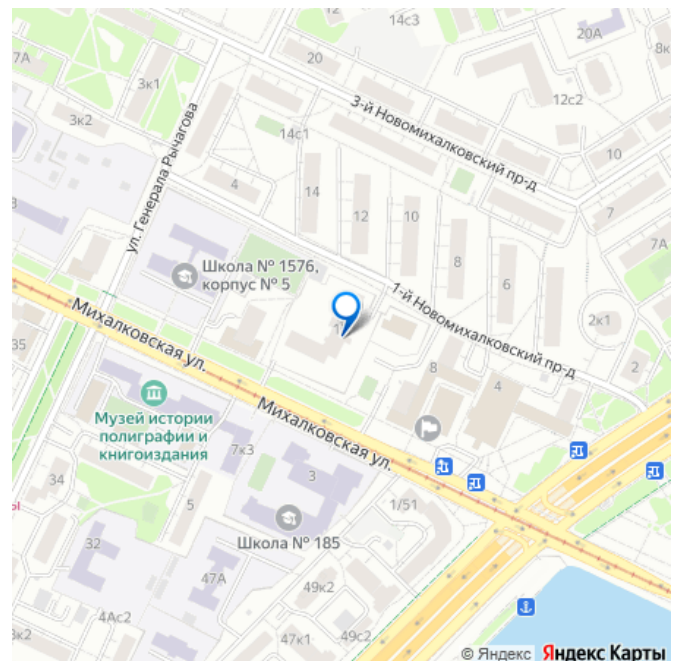 12
14с3
20А
8к
7А
20
3к1
12с2
3-й Новомихалковский пр-д
3к2
ул. Генерала Рычагова
14с1
10
4
14
12
10
7
8
7А
3
Школа № 1576,
корпус № 5
6
1-й Новомихалковский пр-д
2к1
Михалковская ул.
35
8
4
2
Музей истории
полиграфии и
книгоиздания
Михалковская ул.
7к3
3
34
5
1/51
ы
32
Школа № 185
47А
49к2
4Ас2
3к2
47к1
49с2
© Яндекс Яндекс Карты